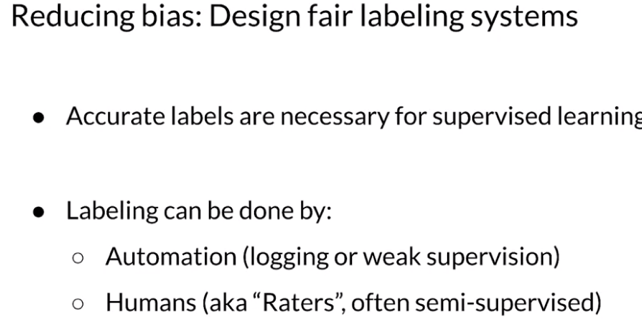 Reducing bias: Design fair labeling systems
● Accurate labels are necessary for supervised learning
● Labeling can be done by:
○ Automation (logging or weak supervision)
○ Humans (aka “Raters”, often semi-supervised)